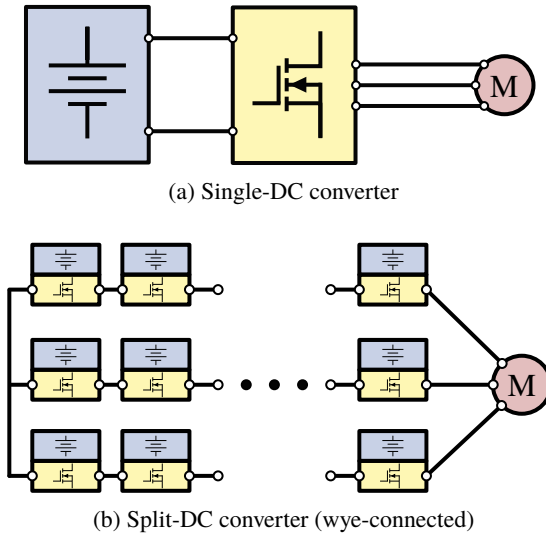 M
(a) Single-DC converter
M
(b) Split-DC converter (wye-connected)